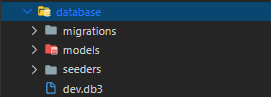 database
migrations
models
seeders
dev.db3